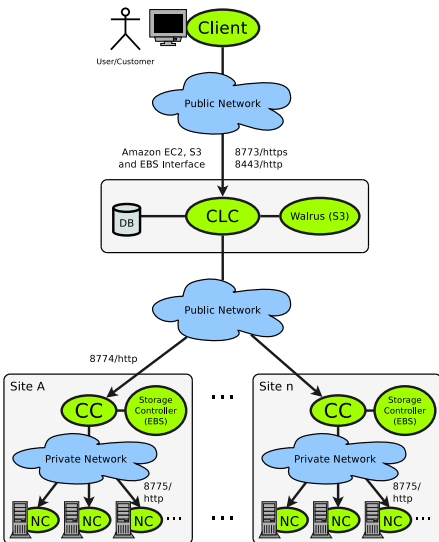 Client
User/Customer
Public Network
Amazon EC2, S3
and EBS Interface
8773/https
8443/http
DB
CLC
Walrus (S3)
Public Network
8774/http
Site A
CC
Storage
Controller
(EBS)
Private Network
8775/
http
NC
NC
NC
...
...
...
Site n
CC
Storage
Controller
(EBS)
Private Network
8775/
http
NC
NC
NC
...